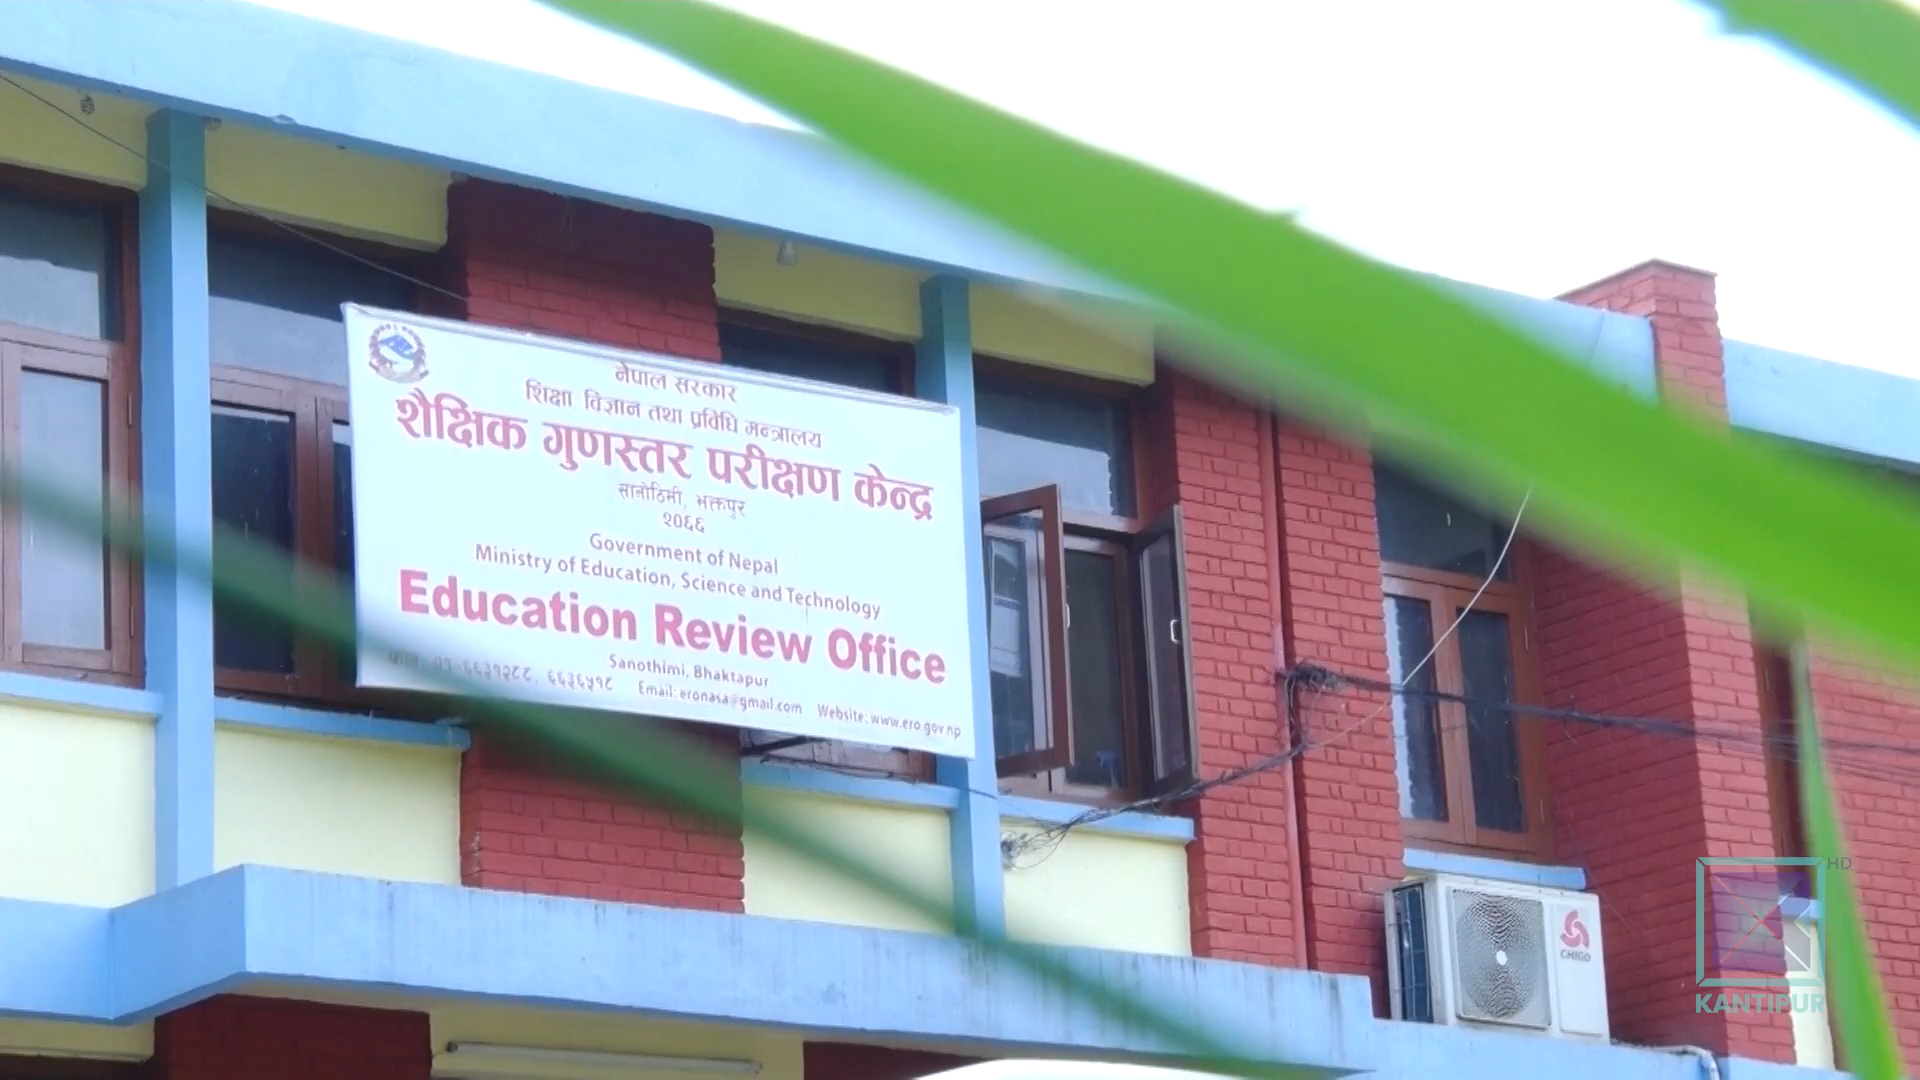 नेपाल सरकार
शिक्षा विज्ञान तथा प्रविधि मन्त्रालय
शैक्षिक गुणस्तर परीक्षण केन्द्र
सानोठिमी, भक्तपुर
२०६६
Government of Nepal
Ministry of Education, Science and Technology
Education Review Office
Sanothimi, Bhaktapur
Email: eronasa@gmail.com Website: www.ero.gov.np
CHIGO
HD
KANTIPUR